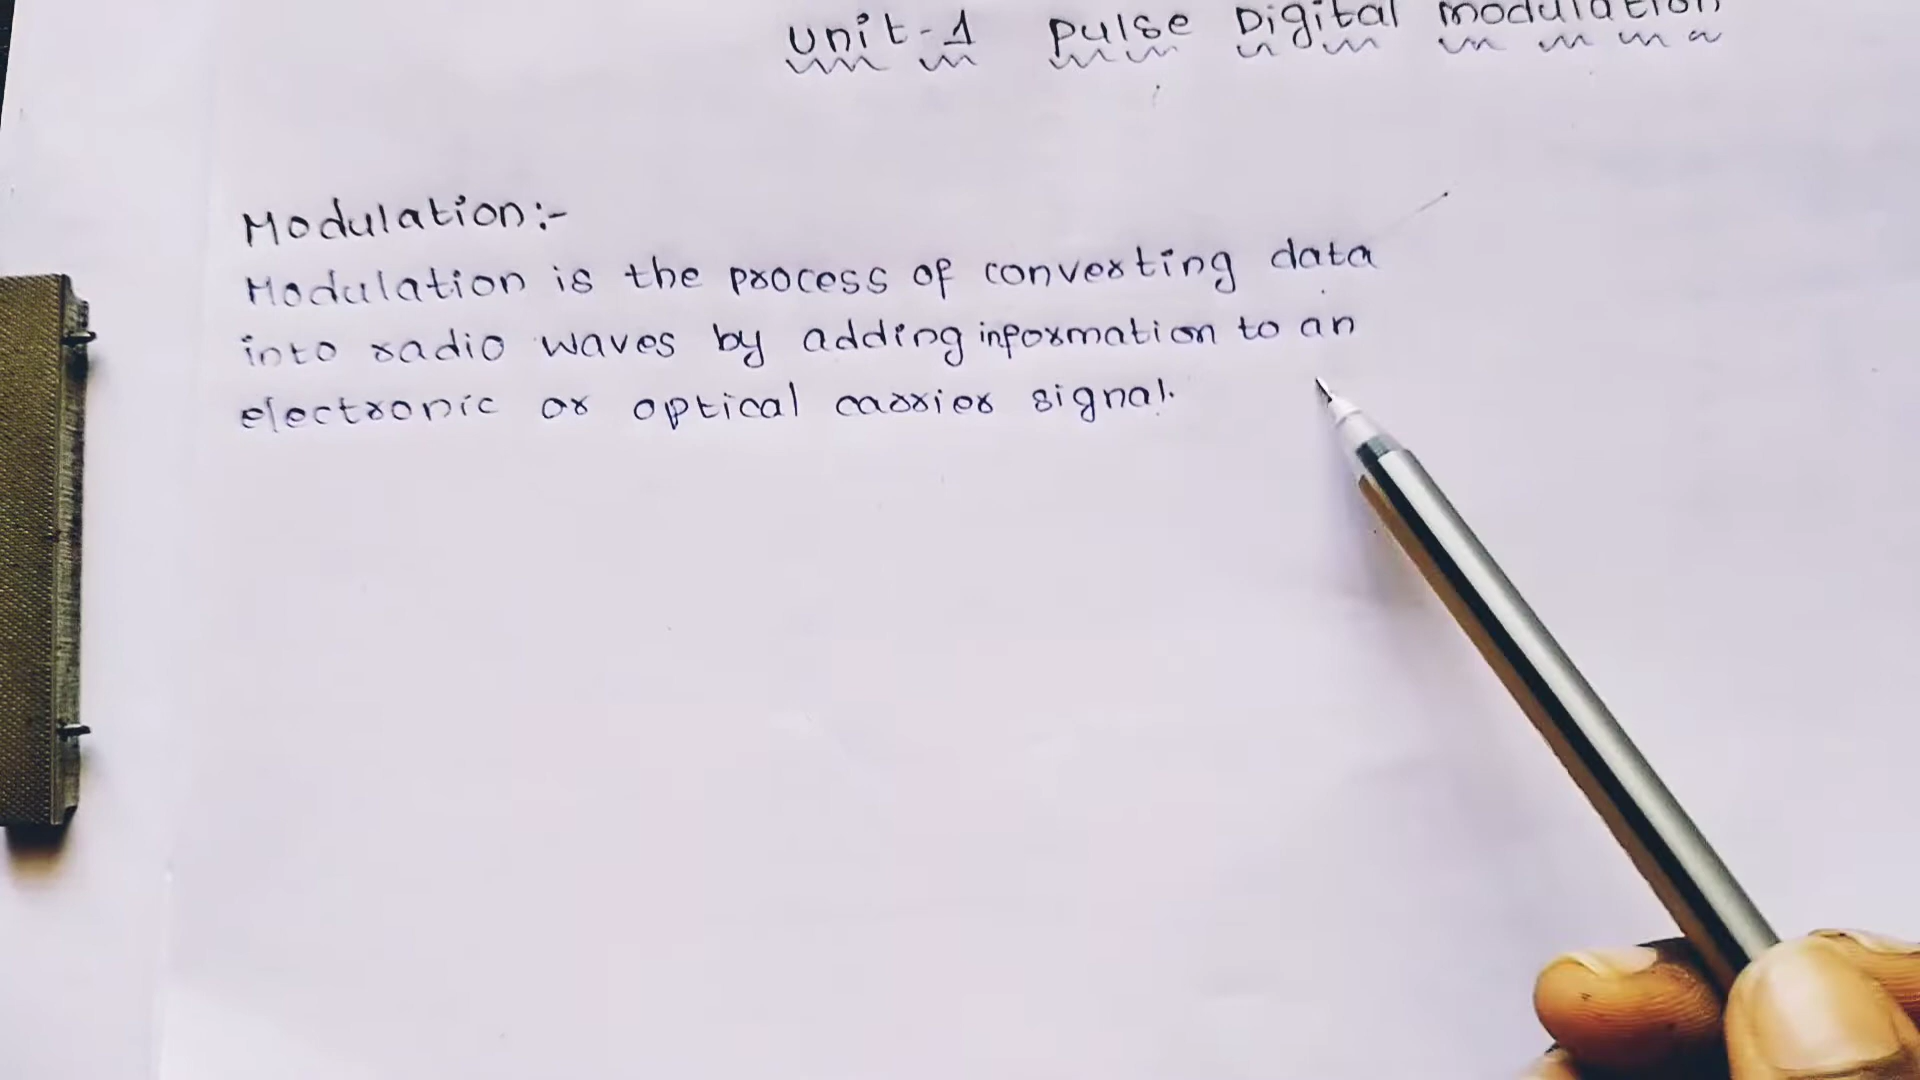 Unit-1 Pulse Digital Modulation
Modulation:-
Modulation is the process of converting data
into radio waves by adding information to an
electronic or optical carrier signal.